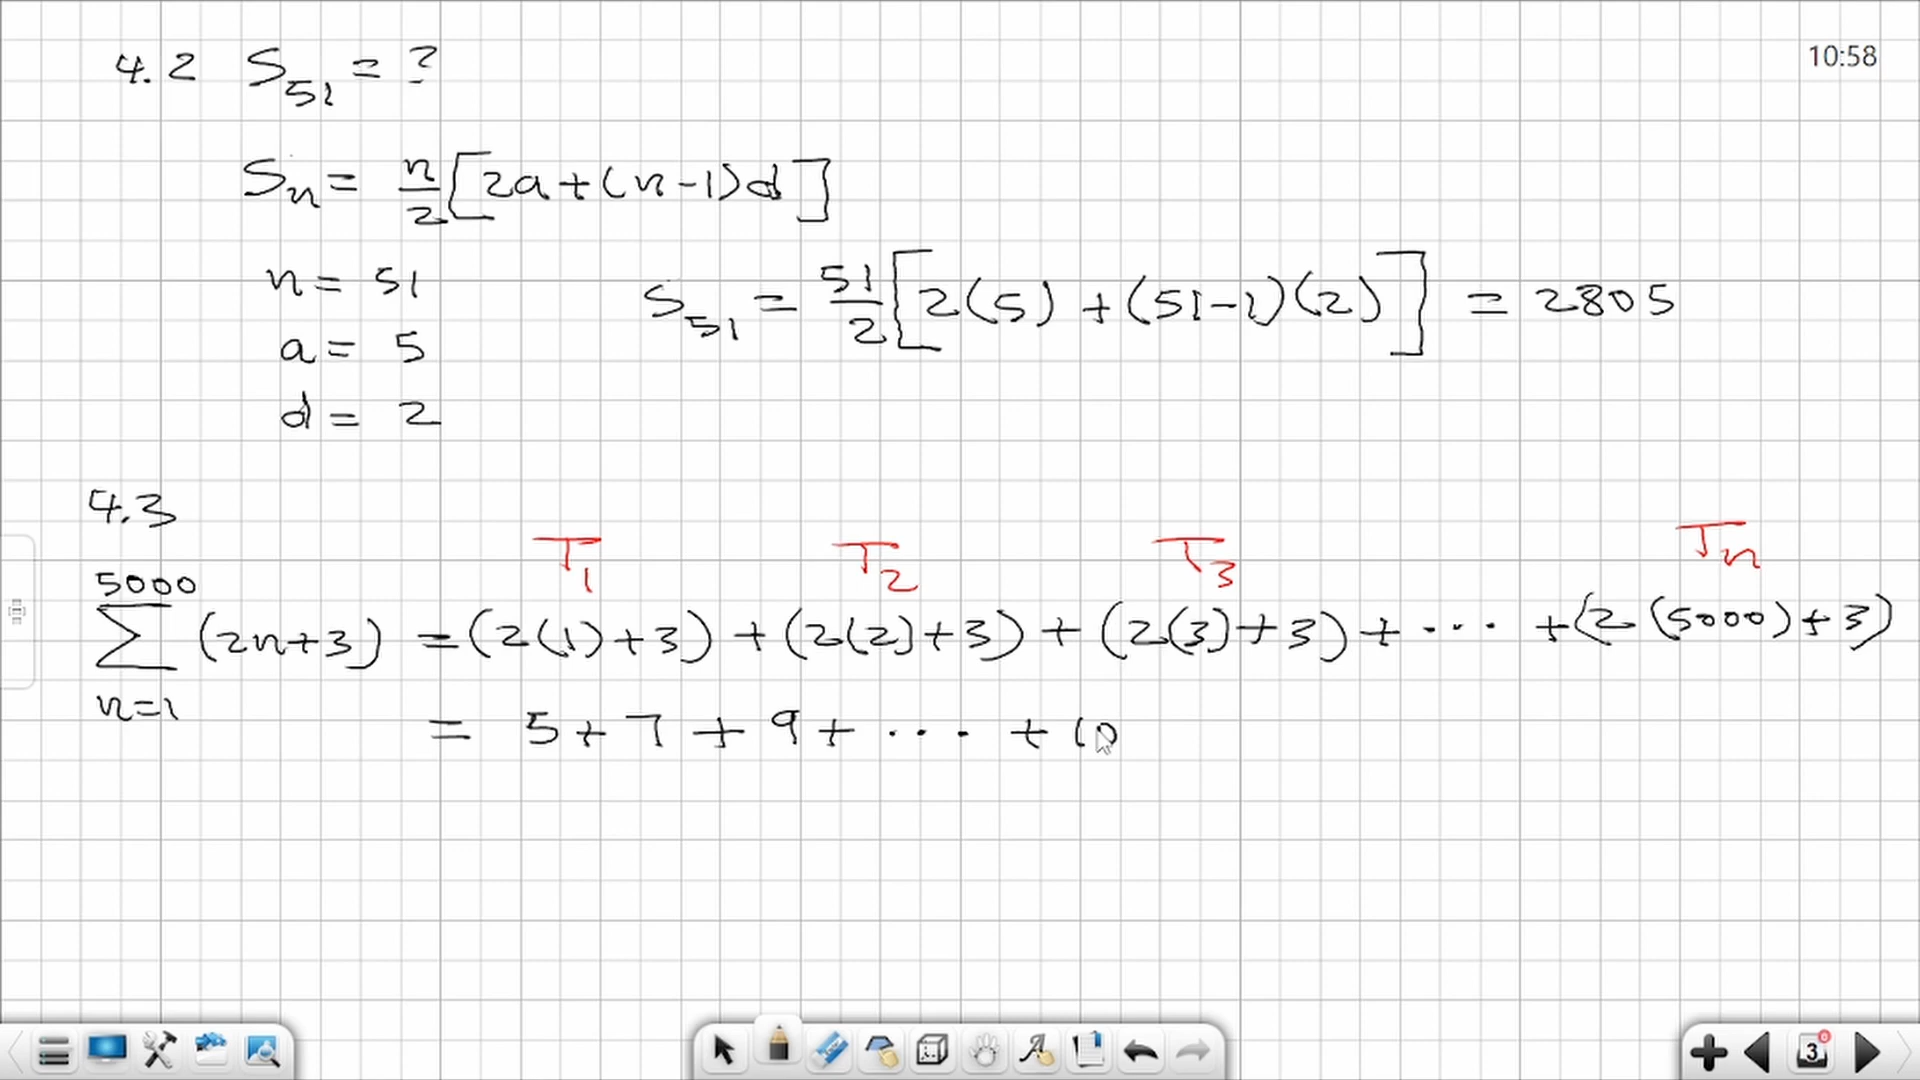 10:58
4.2 S₅₁ = ?
Sₙ = n/2 [2a + (n-1)d]
n = 51
S₅₁ = 51/2 [2(5) + (51-1)(2)] = 2805
a = 5
d = 2
4.3
T₁ T₂ T₃ Tₙ
5000
∑ (2n+3) = (2(1)+3) + (2(2)+3) + (2(3)+3) + ... + (2(5000)+3)
n=1
= 5 + 7 + 9 + ... + 10
3
0